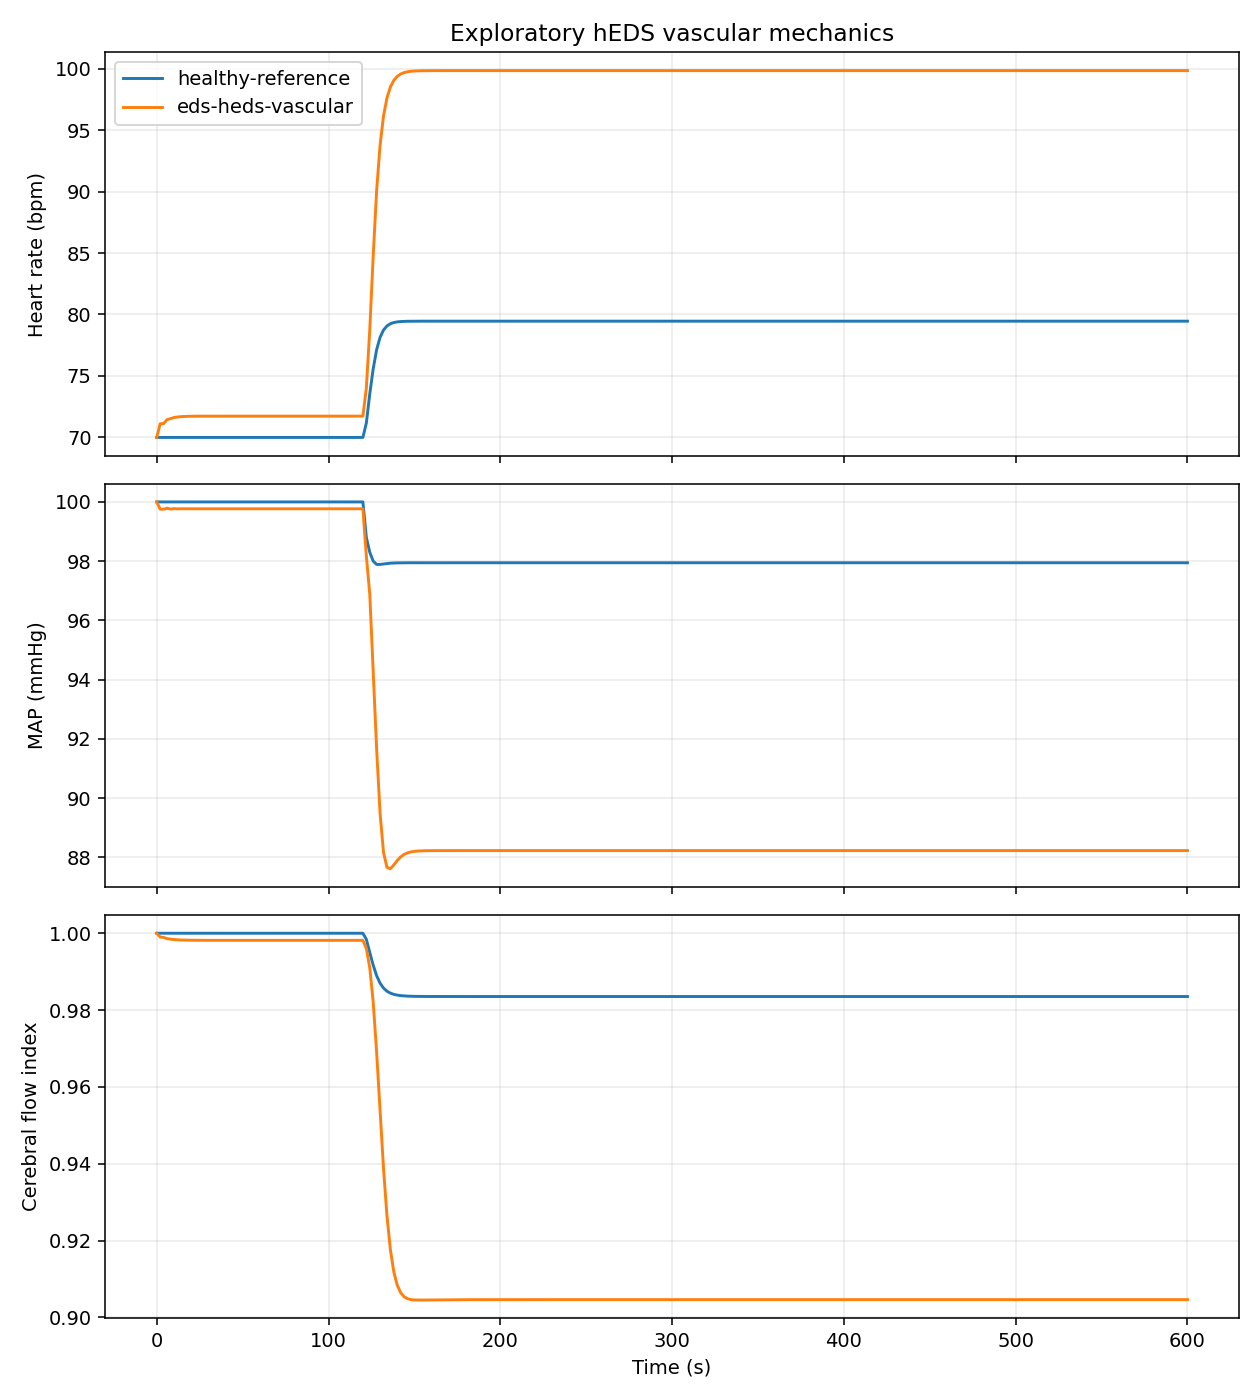 Exploratory hEDS vascular mechanics
healthy-reference
eds-heds-vascular
Heart rate (bpm)
100
95
90
85
80
75
70
MAP (mmHg)
100
98
96
94
92
90
88
Cerebral flow index
1.00
0.98
0.96
0.94
0.92
0.90
0 100 200 300 400 500 600
Time (s)